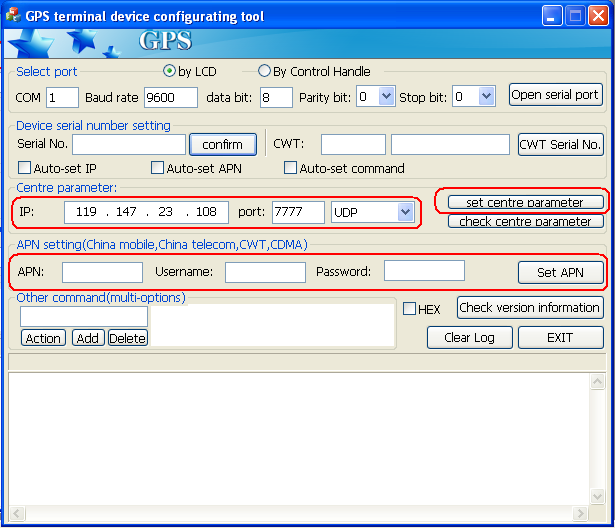 GPS terminal device configurating tool
GPS
Select port by LCD By Control Handle
COM 1 Baud rate 9600 data bit: 8 Parity bit: 0 Stop bit: 0 Open serial port
Device serial number setting
Serial No. confirm CWT: CWT Serial No.
Auto-set IP Auto-set APN Auto-set command
Centre parameter:
set centre parameter
IP: 119 . 147 . 23 . 108 port: 7777 UDP
check centre parameter
APN setting(China mobile,China telecom,CWT,CDMA)
APN: Username: Password: Set APN
Other command(multi-options)
HEX Check version information
Action Add Delete Clear Log EXIT